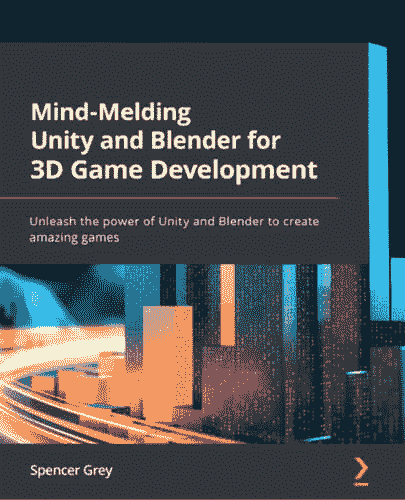 Mind-Melding
Unity and Blender for
3D Game Development
Unleash the power of Unity and Blender to create
amazing games
Spencer Grey